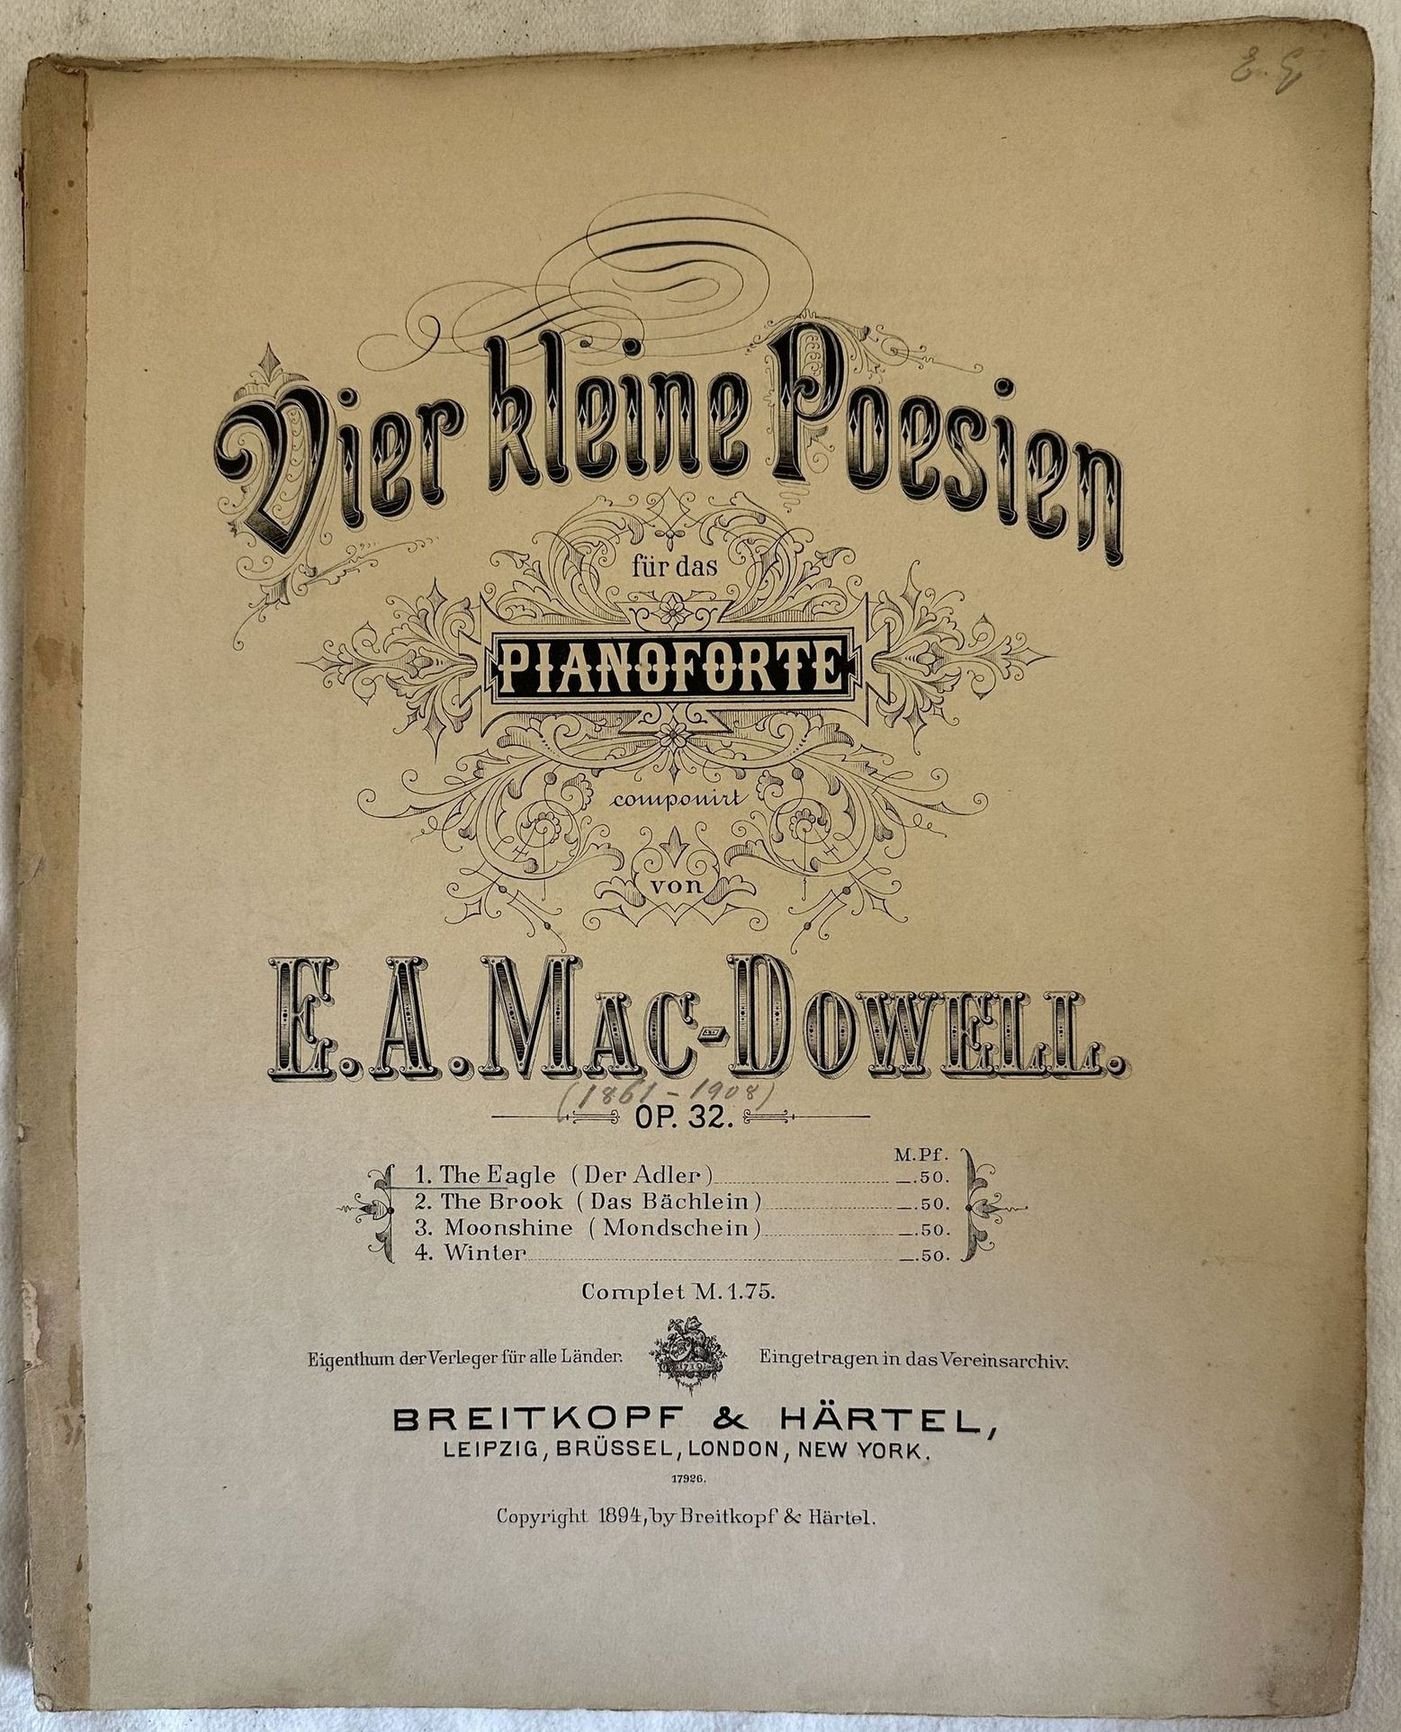 E. G
Vier kleine Poesien
für das
PIANOFORTE
componirt
von
E. A. MAC-DOWELL.
(1861-1908)
OP. 32.
M. Pf.
1. The Eagle (Der Adler) —.50.
2. The Brook (Das Bächlein) —.50.
3. Moonshine (Mondschein) —.50.
4. Winter —.50.
Complet M. 1.75.
Eigenthum der Verleger für alle Länder. 1719 Eingetragen in das Vereinsarchiv.
BREITKOPF & HÄRTEL,
LEIPZIG, BRÜSSEL, LONDON, NEW YORK.
17926.
Copyright 1894, by Breitkopf & Härtel.